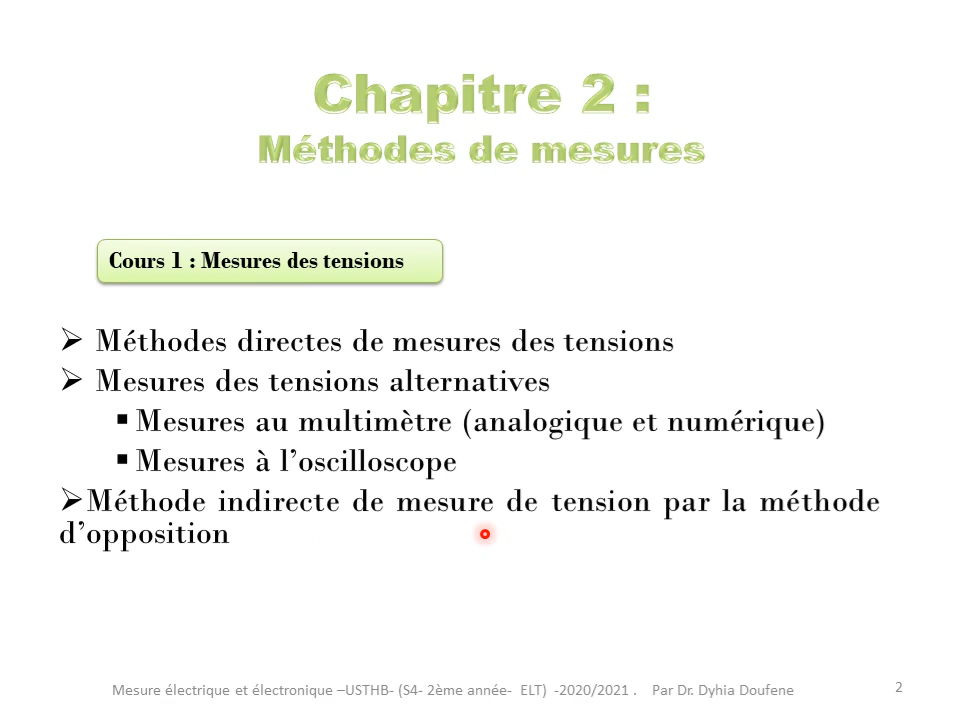 Chapitre 2 :
Méthodes de mesures
Cours 1 : Mesures des tensions
➢ Méthodes directes de mesures des tensions
➢ Mesures des tensions alternatives
▪ Mesures au multimètre (analogique et numérique)
▪ Mesures à l’oscilloscope
➢Méthode indirecte de mesure de tension par la méthode
d’opposition
Mesure électrique et électronique –USTHB- (S4- 2ème année- ELT) -2020/2021 . Par Dr. Dyhia Doufene
2